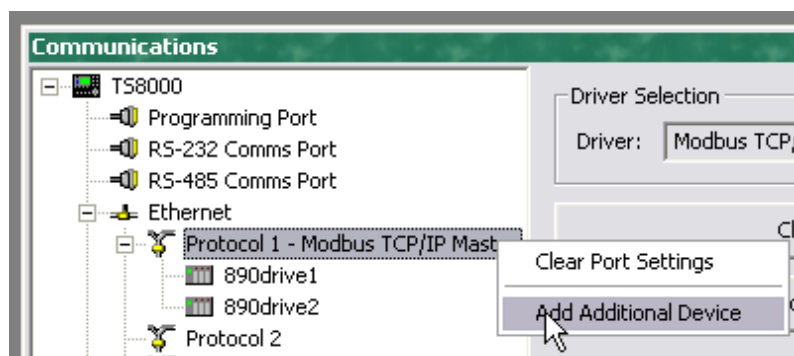 Communications
TS8000
Programming Port
RS-232 Comms Port
RS-485 Comms Port
Ethernet
Protocol 1 - Modbus TCP/IP Mast
890drive1
890drive2
Protocol 2
Driver Selection
Driver: Modbus TCP/
Clear Port Settings
Add Additional Device